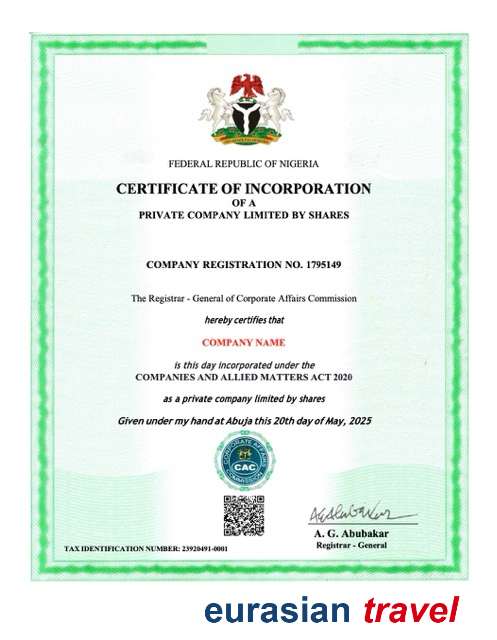 FEDERAL REPUBLIC OF NIGERIA
CERTIFICATE OF INCORPORATION
OF A
PRIVATE COMPANY LIMITED BY SHARES
COMPANY REGISTRATION NO. 1795149
The Registrar - General of Corporate Affairs Commission
hereby certifies that
COMPANY NAME
is this day incorporated under the
COMPANIES AND ALLIED MATTERS ACT 2020
as a private company limited by shares
Given under my hand at Abuja this 20th day of May, 2025
CORPORATE AFFAIRS
CAC
COMMISSION
A. G. Abubakar
TAX IDENTIFICATION NUMBER: 23920491-0001
Registrar - General
eurasian travel